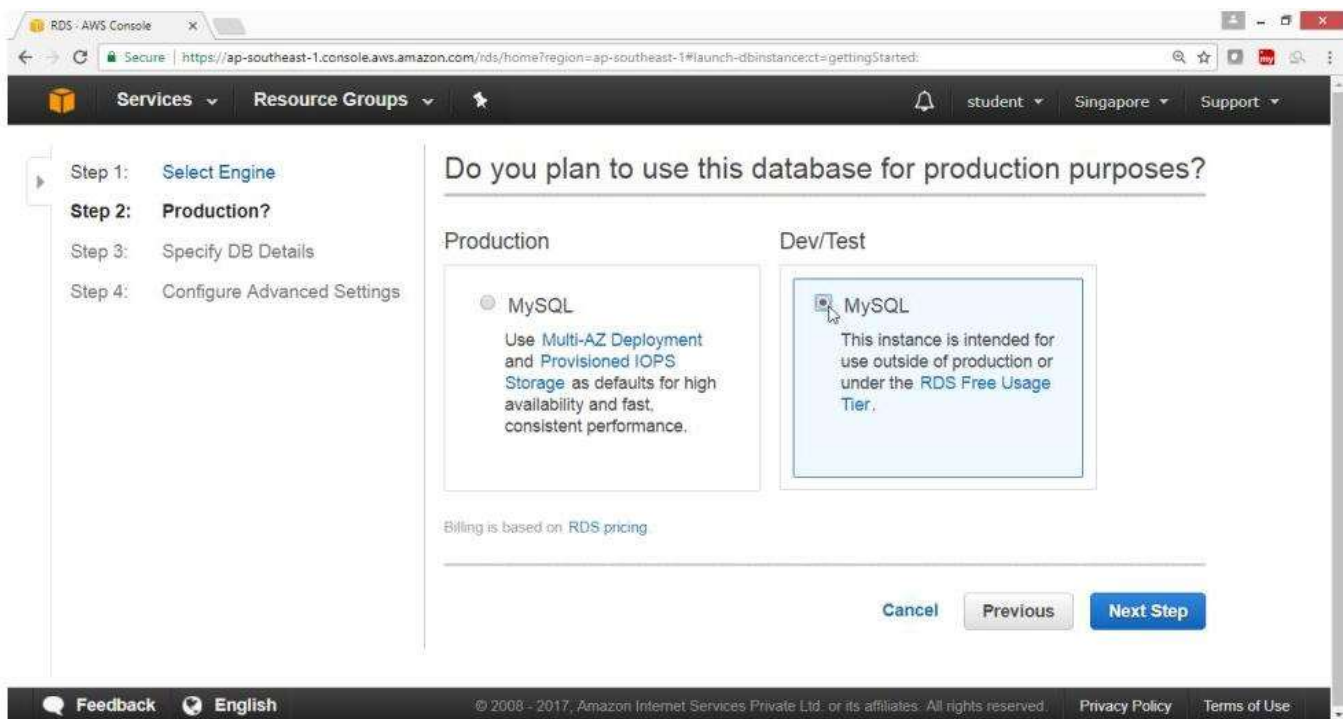 RDS - AWS Console
Secure | https://ap-southeast-1.console.aws.amazon.com/rds/home?region=ap-southeast-1#launch-dbinstance:ct=gettingStarted:
my
Services Resource Groups student Singapore Support
Step 1: Select Engine
Step 2: Production?
Step 3: Specify DB Details
Step 4: Configure Advanced Settings
Do you plan to use this database for production purposes?
Production
MySQL
Use Multi-AZ Deployment
and Provisioned IOPS
Storage as defaults for high
availability and fast,
consistent performance.
Dev/Test
MySQL
This instance is intended for
use outside of production or
under the RDS Free Usage
Tier.
Billing is based on RDS pricing.
Cancel Previous Next Step
Feedback English © 2008 - 2017, Amazon Internet Services Private Ltd. or its affiliates. All rights reserved. Privacy Policy Terms of Use